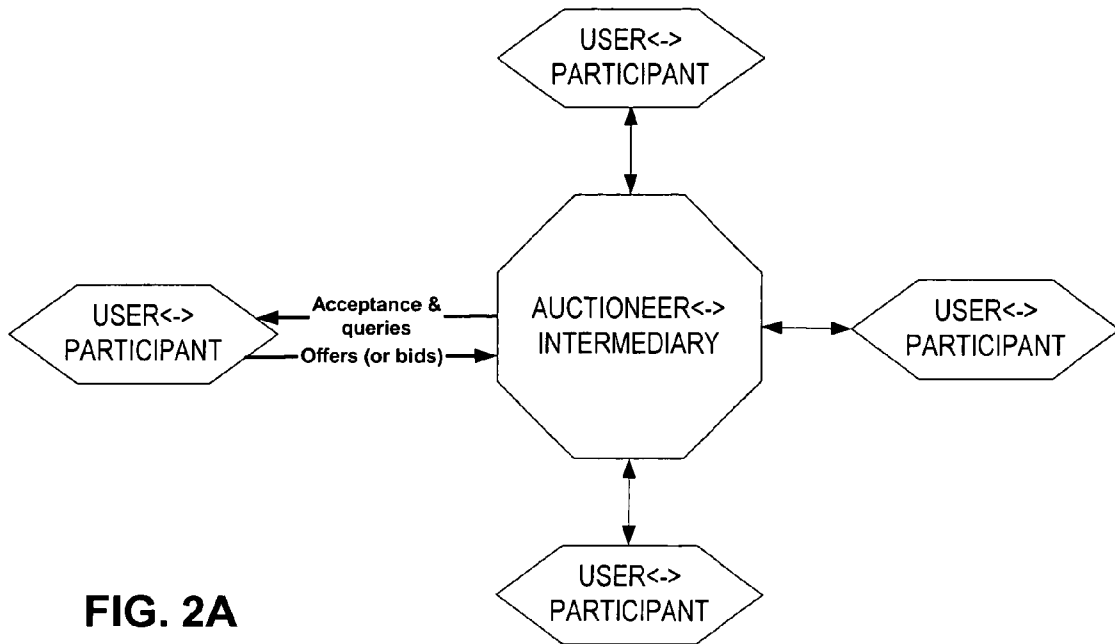 USER<->
PARTICIPANT
USER<->
PARTICIPANT
Acceptance &
queries
Offers (or bids)
AUCTIONEER<->
INTERMEDIARY
USER<->
PARTICIPANT
USER<->
PARTICIPANT
FIG. 2A